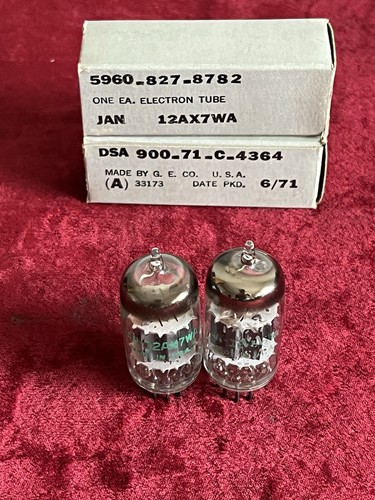 5960-827-8782
ONE EA. ELECTRON TUBE
JAN 12AX7WA
DSA 900-71-C-4364
MADE BY G. E. CO. U. S. A.
(A) 33173 DATE PKD. 6/71
12AX7WA